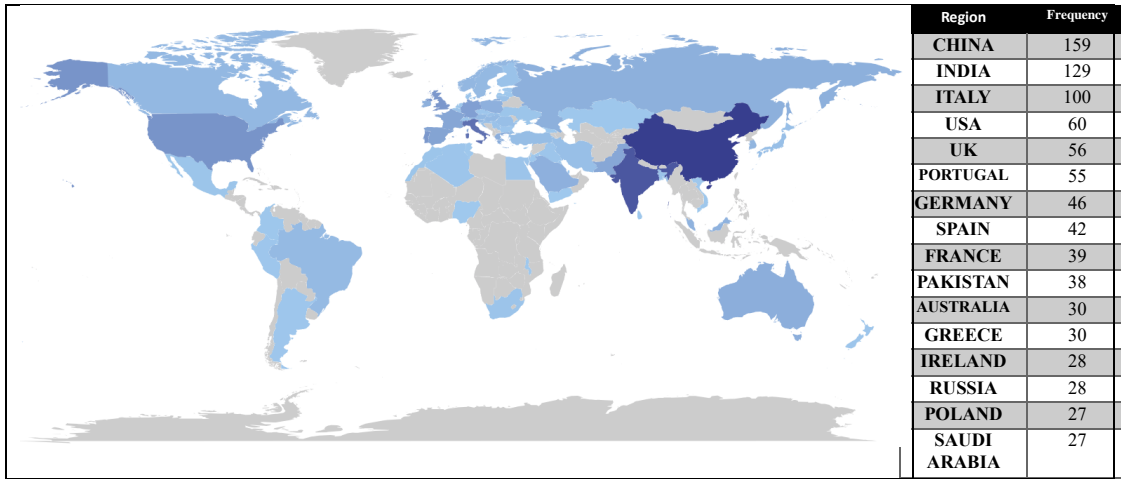 Region Frequency
CHINA 159
INDIA 129
ITALY 100
USA 60
UK 56
PORTUGAL 55
GERMANY 46
SPAIN 42
FRANCE 39
PAKISTAN 38
AUSTRALIA 30
GREECE 30
IRELAND 28
RUSSIA 28
POLAND 27
SAUDI 27
ARABIA